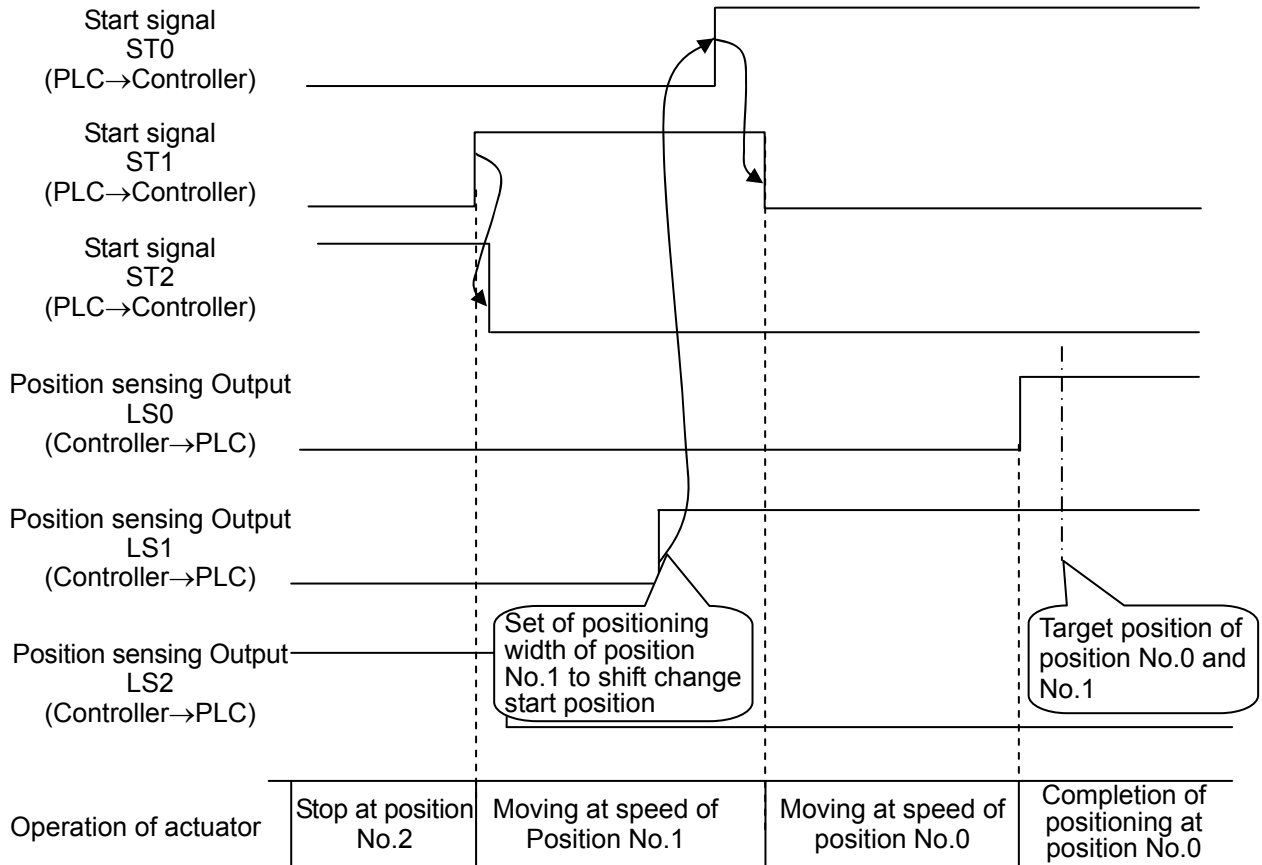 Start signal
ST0
(PLC→Controller)
Start signal
ST1
(PLC→Controller)
Start signal
ST2
(PLC→Controller)
Position sensing Output
LS0
(Controller→PLC)
Position sensing Output
LS1
(Controller→PLC)
Set of positioning
width of position
No.1 to shift change
start position
Target position of
position No.0 and
No.1
Position sensing Output
LS2
(Controller→PLC)
Operation of actuator
Stop at position
No.2
Moving at speed of
Position No.1
Moving at speed of
position No.0
Completion of
positioning at
position No.0